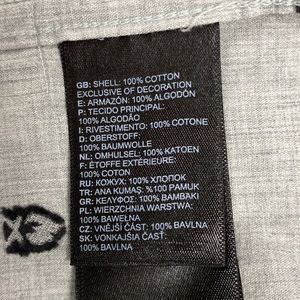 GB: SHELL: 100% COTTON
EXCLUSIVE OF DECORATION
E: ARMAZÓN: 100% ALGODÓN
P: TECIDO PRINCIPAL:
100% ALGODÃO
I: RIVESTIMENTO: 100% COTONE
D: OBERSTOFF:
100% BAUMWOLLE
NL: OMHULSEL: 100% KATOEN
F: ÉTOFFE EXTÉRIEURE:
100% COTON
RU: КОЖУХ: 100% ХЛОПОК
TR: ANA KUMAŞ: %100 PAMUK
GR: ΚΕΛΥΦΟΣ: 100% ΒΑΜΒΑΚΙ
PL: WIERZCHNIA WARSTWA:
100% BAWEŁNA
CZ: VNĚJŠÍ ČÁST: 100% BAVLNA
SK: VONKAJŠIA ČASŤ:
100% BAVLNA